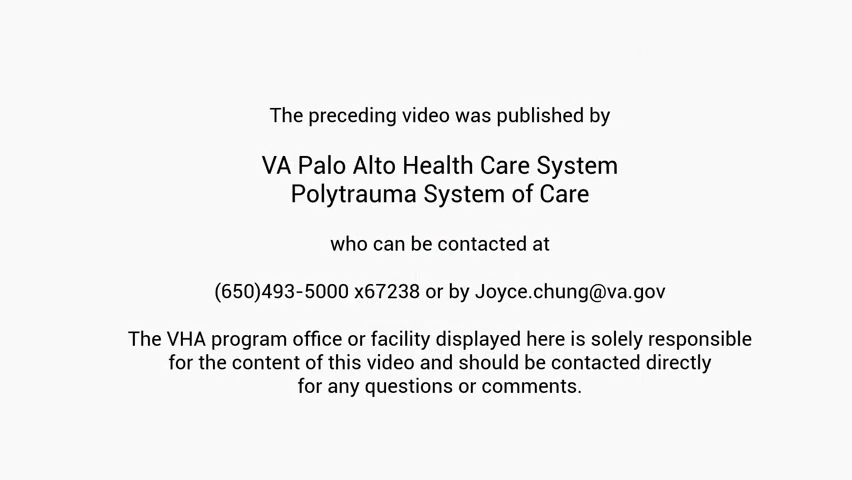 The preceding video was published by
VA Palo Alto Health Care System
Polytrauma System of Care
who can be contacted at
(650)493-5000 x67238 or by Joyce.chung@va.gov
The VHA program office or facility displayed here is solely responsible
for the content of this video and should be contacted directly
for any questions or comments.